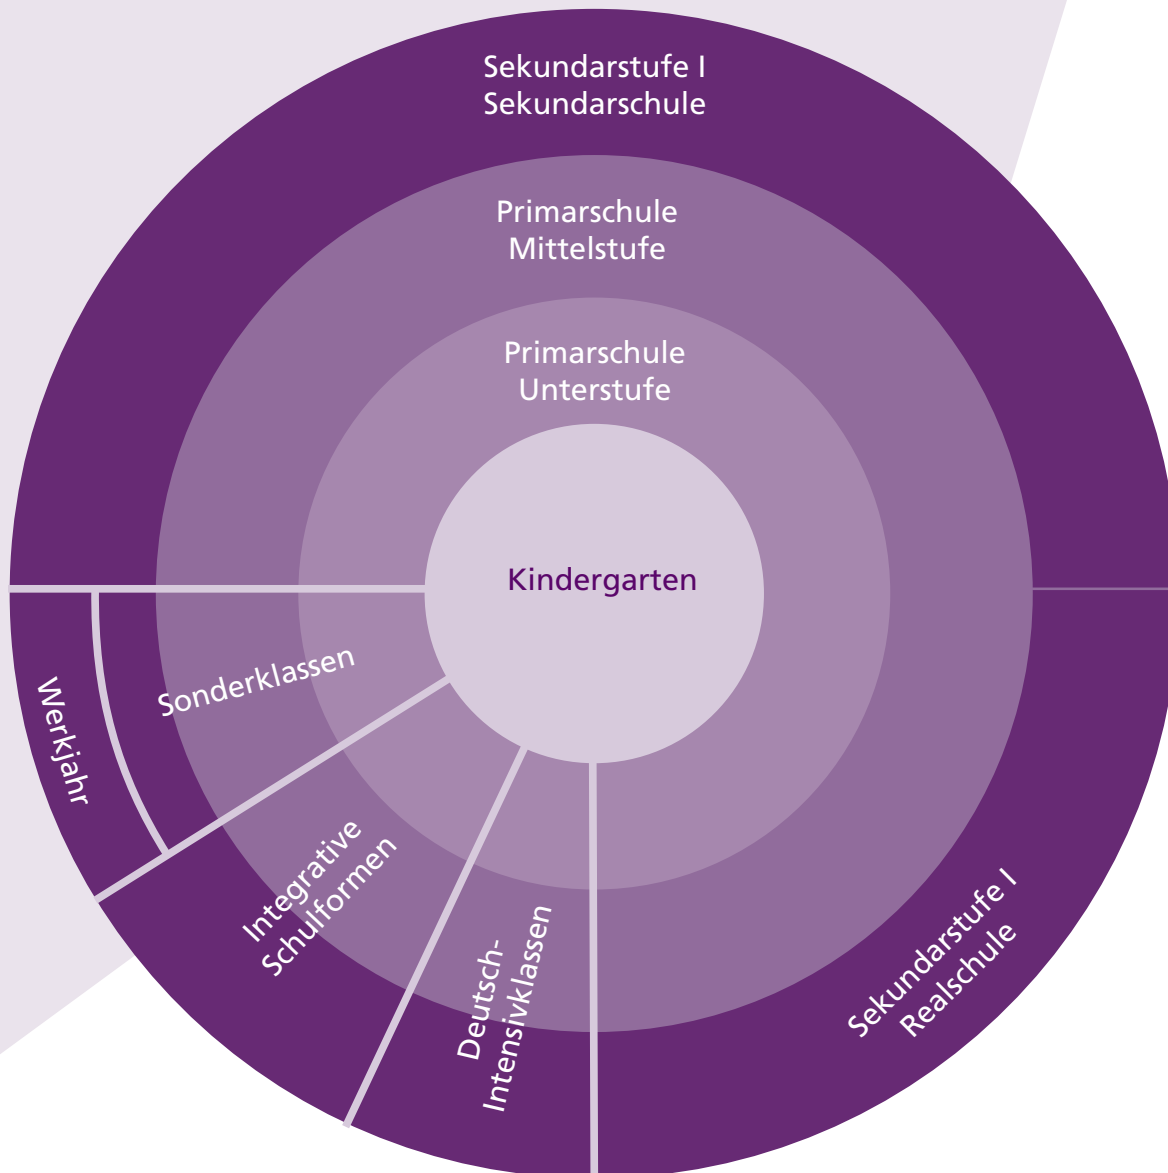 Sekundarstufe I
Sekundarschule
Primarschule
Mittelstufe
Primarschule
Unterstufe
Kindergarten
Sonderklassen
Werkjahr
Integrative
Schulformen
Deutsch-
Intensivklassen
Sekundarstufe I
Realschule